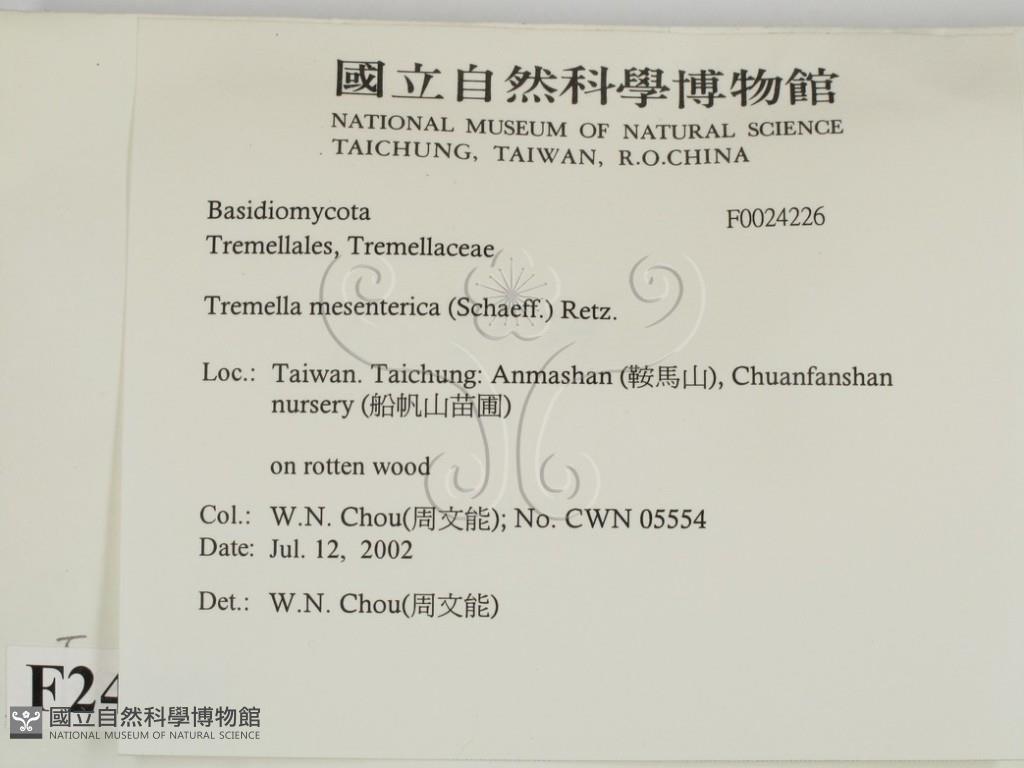 國立自然科學博物館
NATIONAL MUSEUM OF NATURAL SCIENCE
TAICHUNG, TAIWAN, R.O.CHINA
Basidiomycota
F0024226
Tremellales, Tremellaceae
Tremella mesenterica (Schaeff.) Retz.
Loc.: Taiwan. Taichung: Anmashan (鞍馬山), Chuanfanshan
nursery (船帆山苗圃)
on rotten wood
Col.: W.N. Chou(周文能); No. CWN 05554
Date: Jul. 12, 2002
Det.: W.N. Chou(周文能)
F24
國立自然科學博物館
NATIONAL MUSEUM OF NATURAL SCIENCE